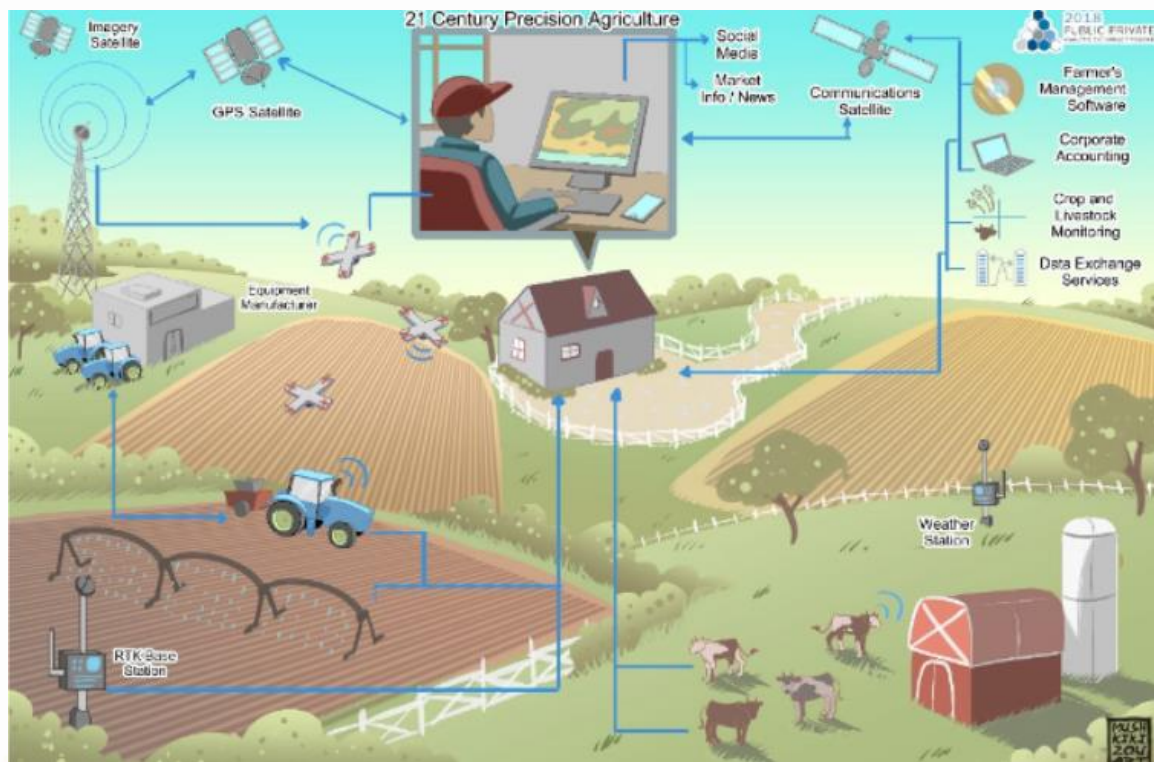 21 Century Precision Agriculture
Imagery
Satellite
GPS Satellite
Social
Media
Market
Info / News
Communications
Satellite
2018
PUBLIC PRIVATE
Farmer's
Management
Software
Corporate
Accounting
Crop and
Livestock
Monitoring
Data Exchange
Services
Equipment
Manufacturer
Weather
Station
RTK Base
Station